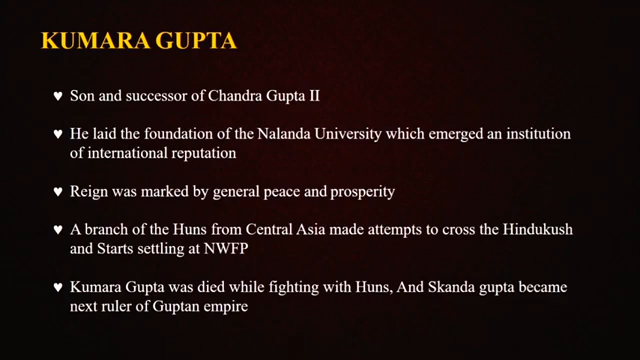 KUMARA GUPTA
♥ Son and successor of Chandra Gupta II
♥ He laid the foundation of the Nalanda University which emerged an institution
of international reputation
♥ Reign was marked by general peace and prosperity
♥ A branch of the Huns from Central Asia made attempts to cross the Hindukush
and Starts settling at NWFP
♥ Kumara Gupta was died while fighting with Huns, And Skanda gupta became
next ruler of Guptan empire